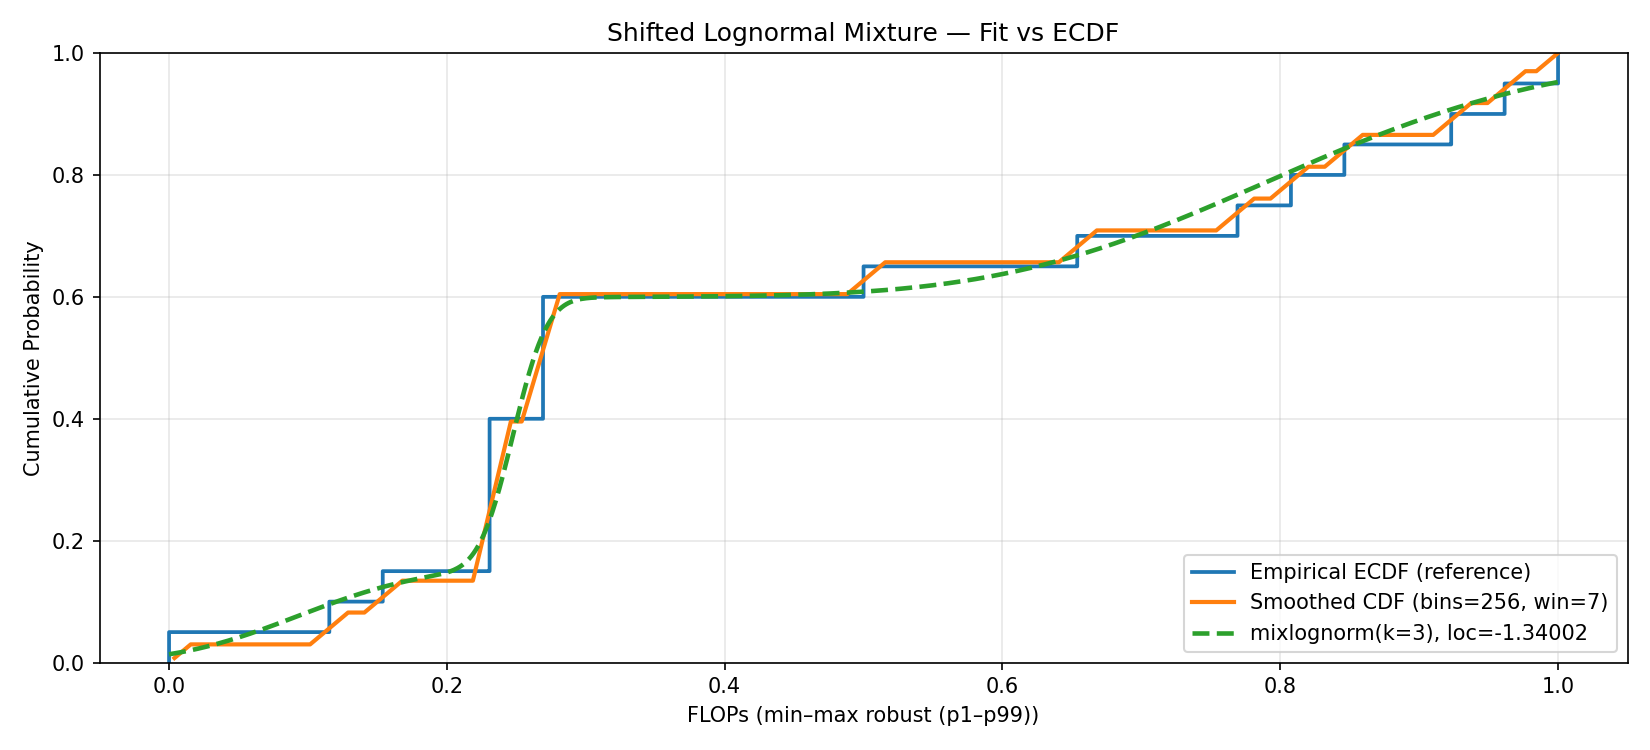 Shifted Lognormal Mixture — Fit vs ECDF
Cumulative Probability
1.0
0.8
0.6
0.4
0.2
0.0
Empirical ECDF (reference)
Smoothed CDF (bins=256, win=7)
mixlognorm(k=3), loc=-1.34002
0.0 0.2 0.4 0.6 0.8 1.0
FLOPs (min–max robust (p1–p99))